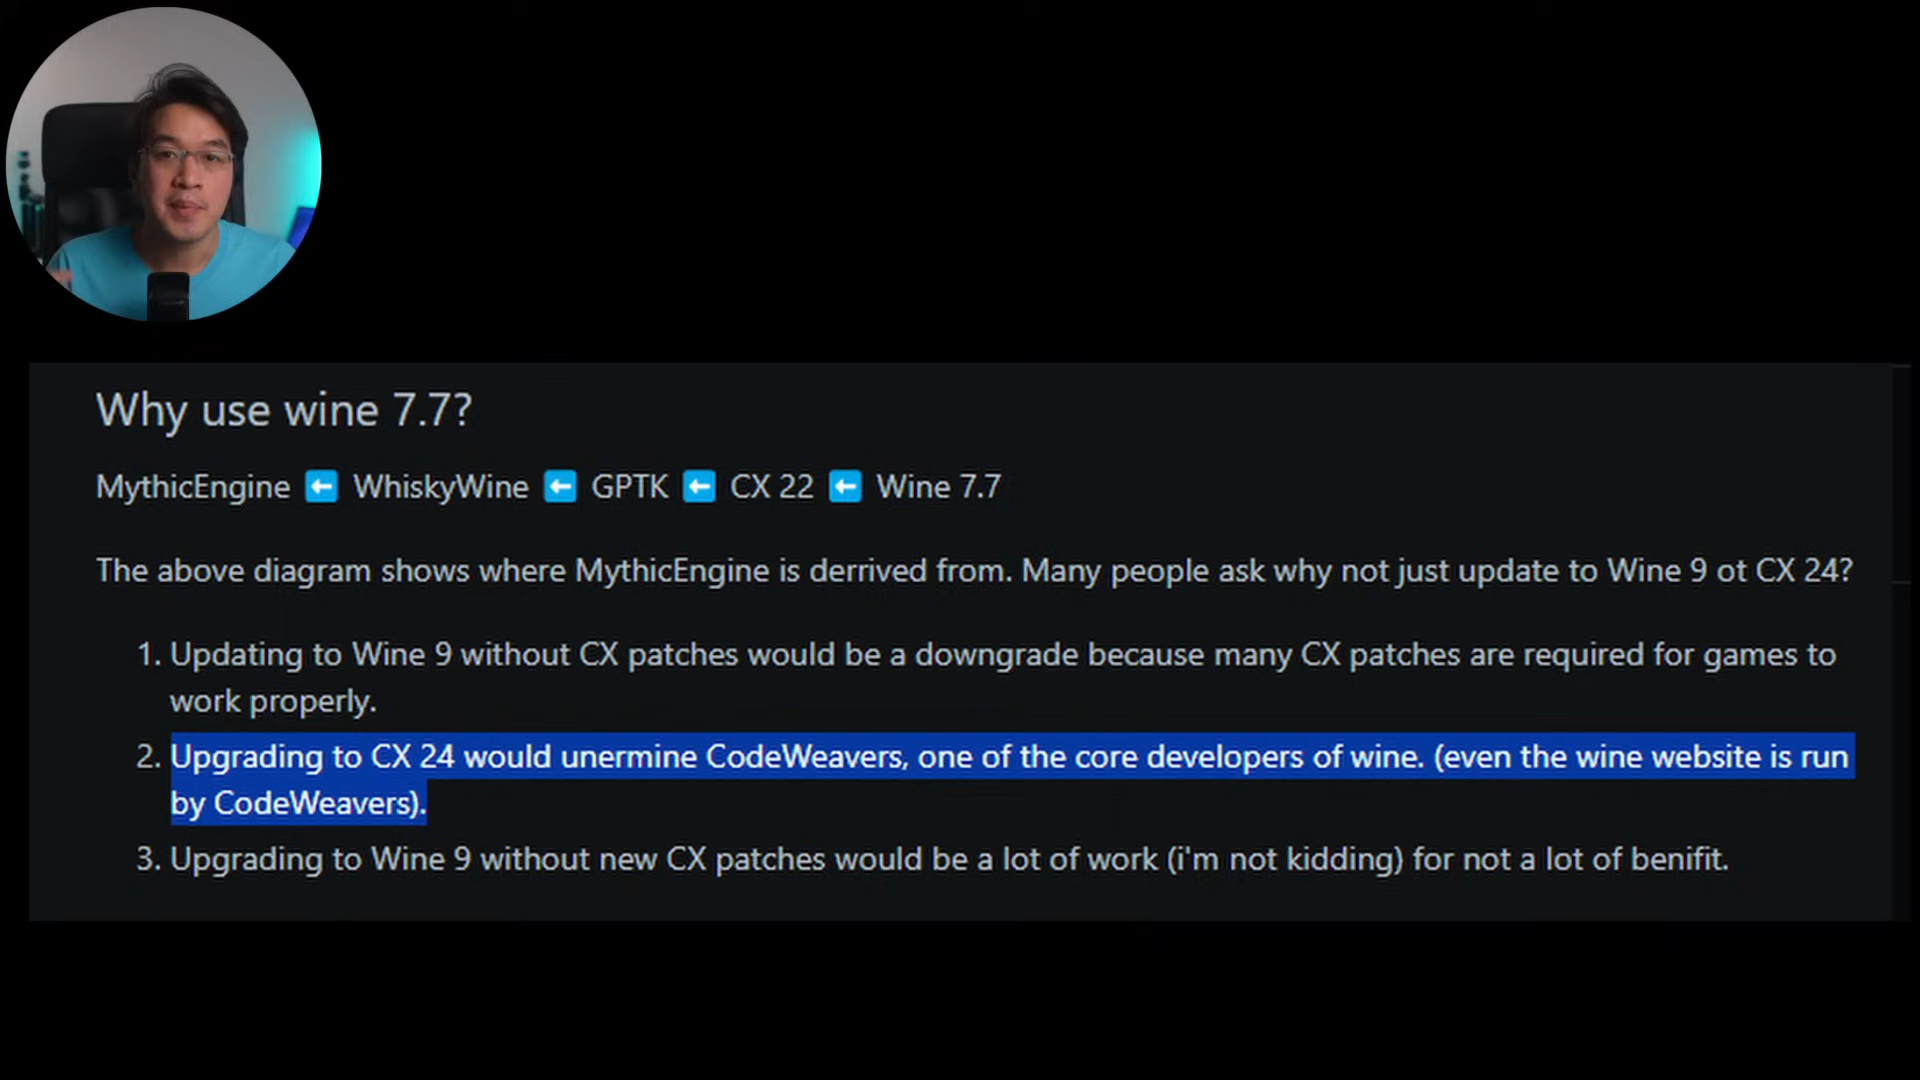 Why use wine 7.7?
MythicEngine ⬅ WhiskyWine ⬅ GPTK ⬅ CX 22 ⬅ Wine 7.7
The above diagram shows where MythicEngine is derrived from. Many people ask why not just update to Wine 9 ot CX 24?
1. Updating to Wine 9 without CX patches would be a downgrade because many CX patches are required for games to
work properly.
2. Upgrading to CX 24 would unermine CodeWeavers, one of the core developers of wine. (even the wine website is run
by CodeWeavers).
3. Upgrading to Wine 9 without new CX patches would be a lot of work (i'm not kidding) for not a lot of benifit.